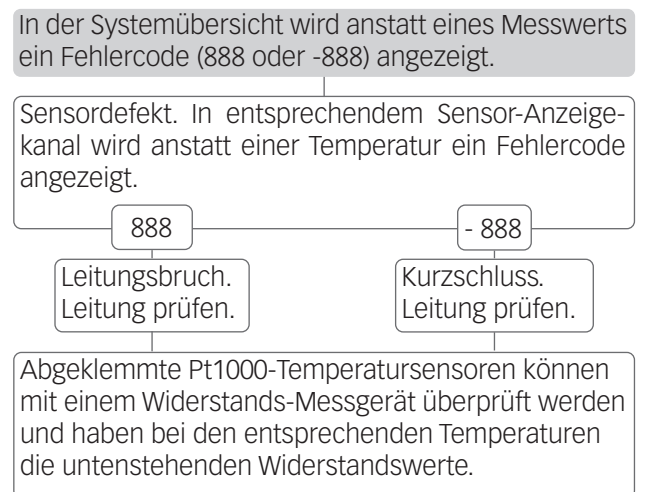 In der Systemübersicht wird anstatt eines Messwerts
ein Fehlercode (888 oder -888) angezeigt.
Sensordefekt. In entsprechendem Sensor-Anzeige-
kanal wird anstatt einer Temperatur ein Fehlercode
angezeigt.
888
- 888
Leitungsbruch.
Leitung prüfen.
Kurzschluss.
Leitung prüfen.
Abgeklemmte Pt1000-Temperatursensoren können
mit einem Widerstands-Messgerät überprüft werden
und haben bei den entsprechenden Temperaturen
die untenstehenden Widerstandswerte.